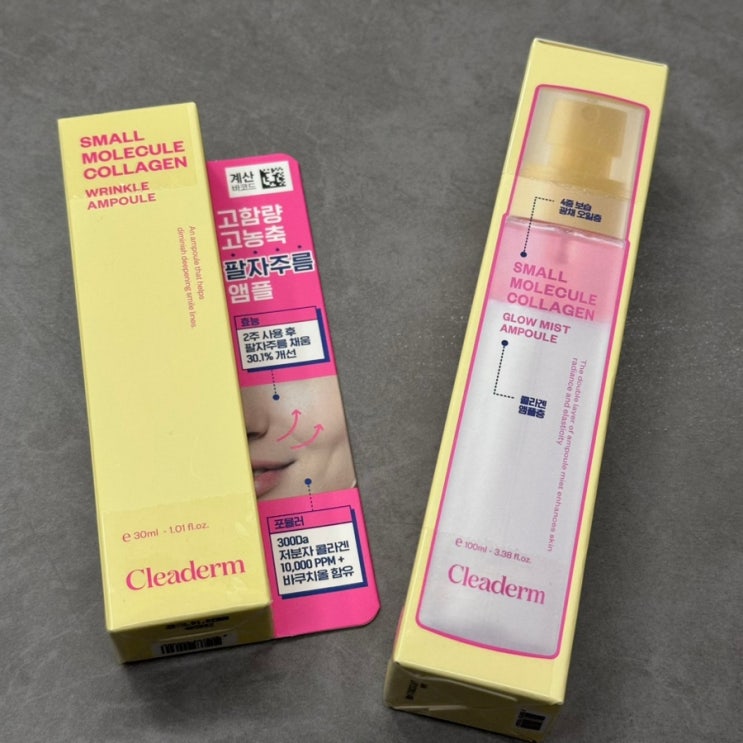 SMALL
MOLECULE
COLLAGEN
WRINKLE
AMPOULE
An ampoule that helps
diminish deepening smile lines.
e 30ml · 1.01 fl.oz.
Cleaderm
계산
바코드
고함량
고농축
팔자주름
앰플
효능
2주 사용 후
팔자주름 채움
30.1% 개선
포뮬러
300Da
저분자 콜라겐
10,000 PPM +
바쿠치올 함유
4중 보습
광채 오일층
SMALL
MOLECULE
COLLAGEN
GLOW MIST
AMPOULE
The double layer of ampoule mist enhances skin
radiance and elasticity.
콜라겐
앰플층
e 100ml · 3.38 fl.oz.
Cleaderm